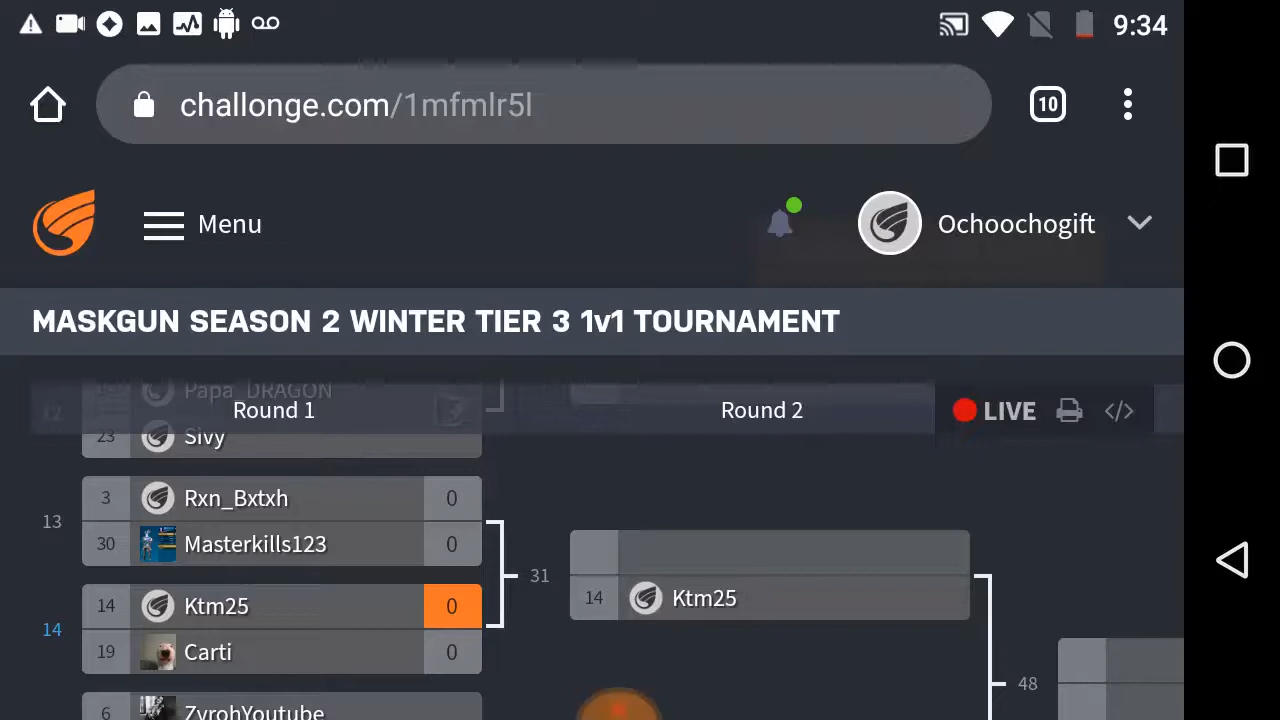 9:34
challonge.com/1mfmlr5l
10
Menu
Ochoochogift
MASKGUN SEASON 2 WINTER TIER 3 1v1 TOURNAMENT
12
Papa_DRAGON
Round 1
Round 2
LIVE
</>
23 Sivy
13
3 Rxn_Bxtxh 0
30 Masterkills123 0
31
14 Ktm25
14
14 Ktm25 0
19 Carti 0
48
6 ZyrohYoutube